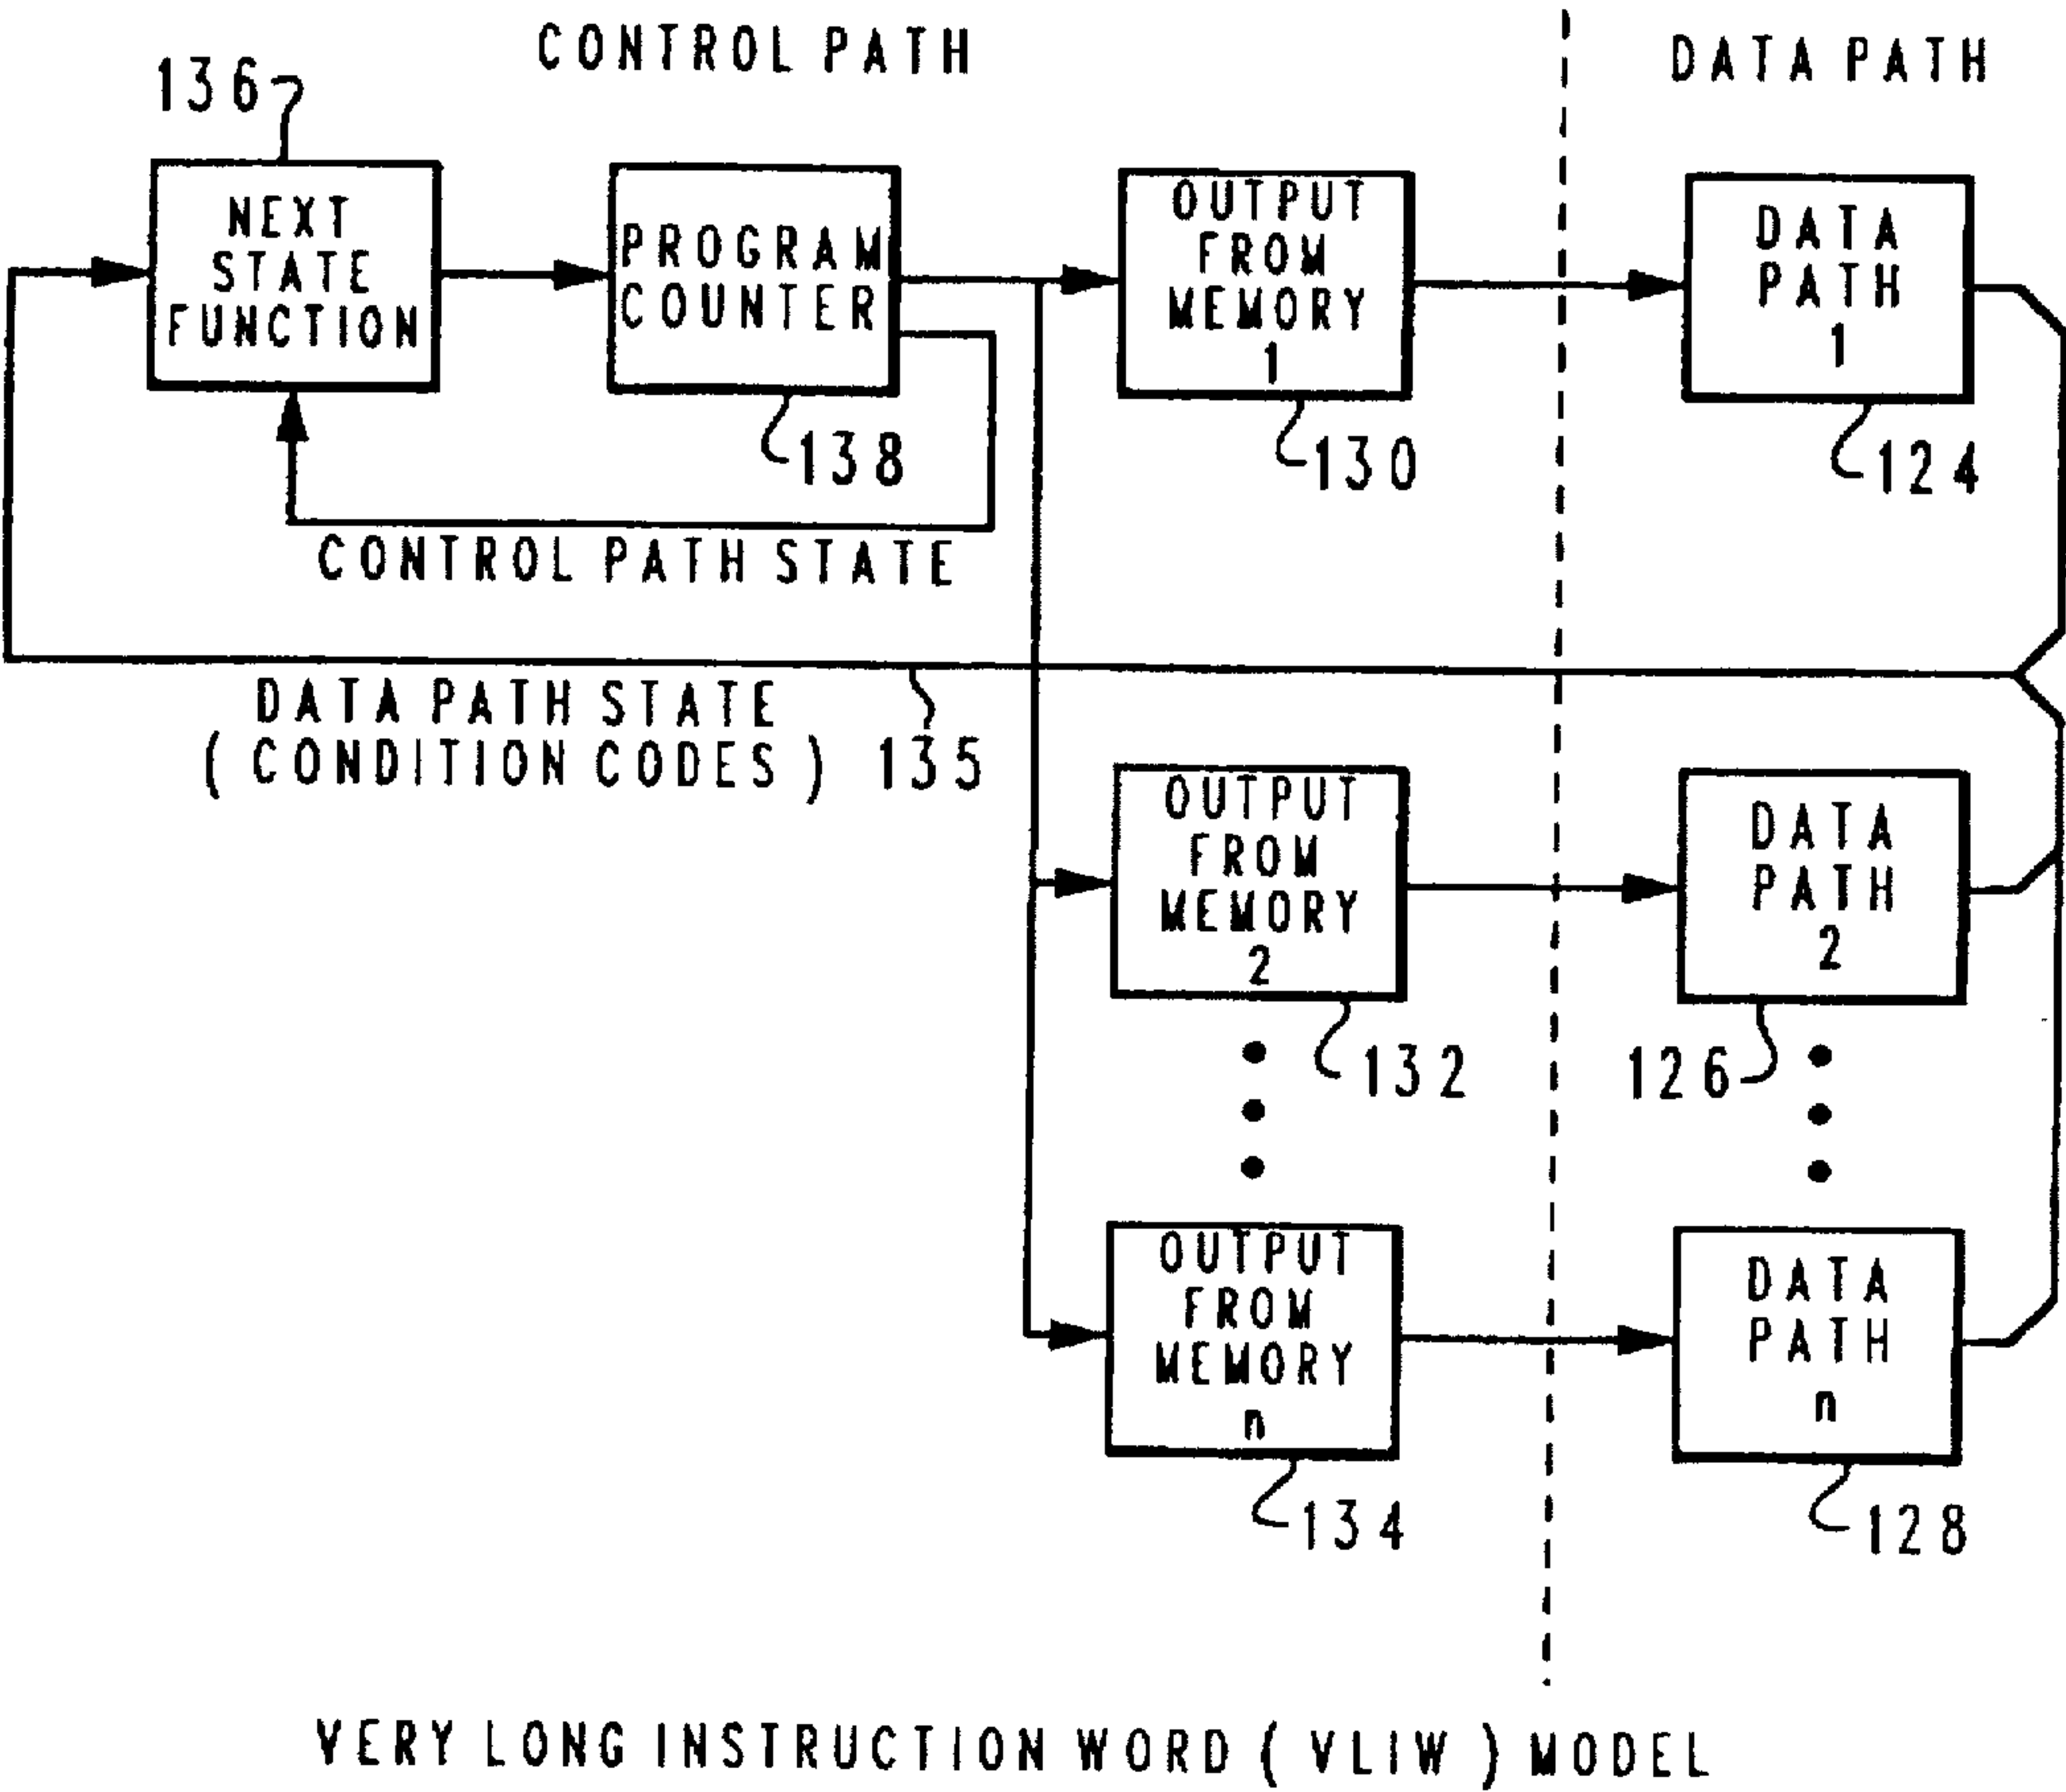 CONTROL PATH
DATA PATH
136
NEXT
STATE
FUNCTION
PROGRAM
COUNTER
OUTPUT
FROM
MEMORY
1
DATA
PATH
1
138
130
124
CONTROL PATH STATE
DATA PATH STATE
( CONDITION CODES ) 135
OUTPUT
FROM
MEMORY
2
DATA
PATH
2
132
126
OUTPUT
FROM
MEMORY
n
DATA
PATH
n
134
128
VERY LONG INSTRUCTION WORD ( VLIW ) MODEL